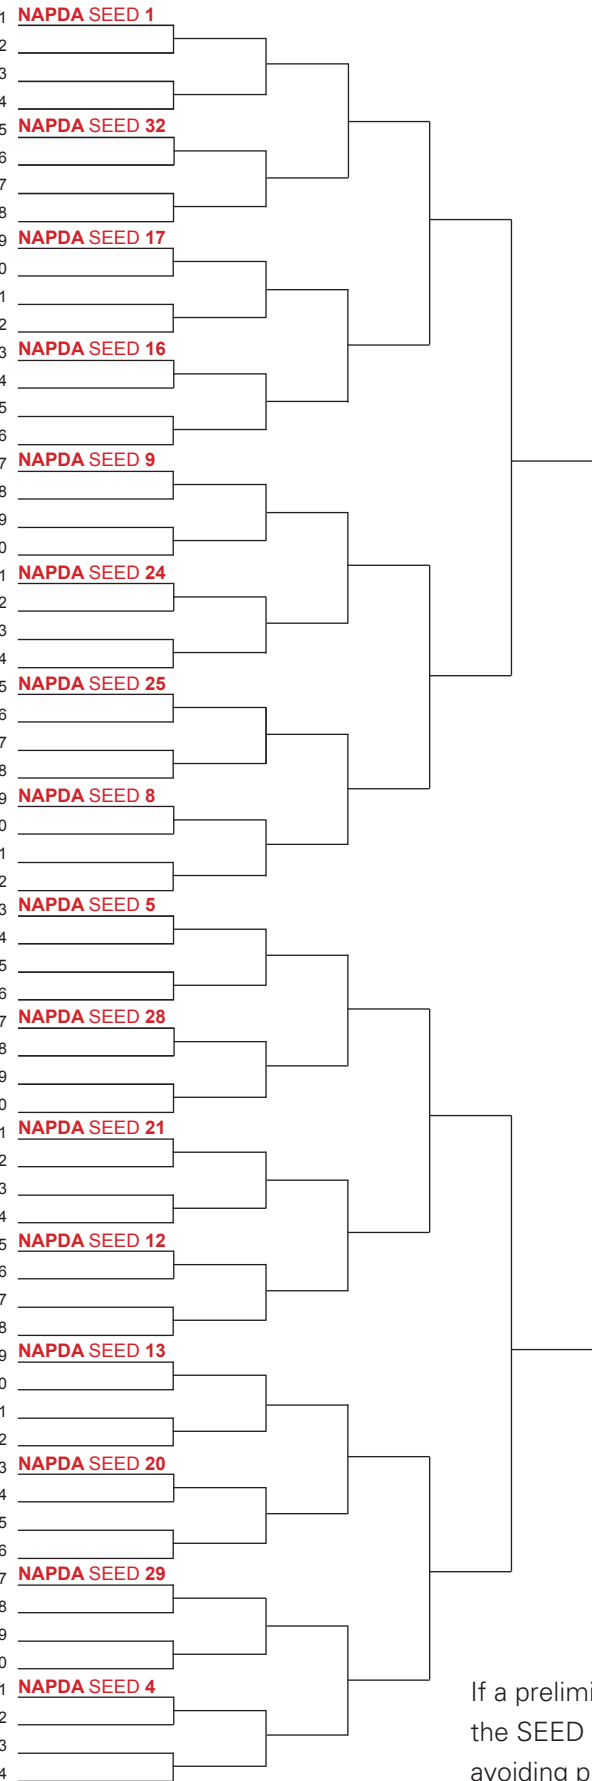 1 NAPDA SEED 1
2
3
4
5 NAPDA SEED 32
6
7
8
9 NAPDA SEED 17
0
1
2
3 NAPDA SEED 16
4
5
6
7 NAPDA SEED 9
8
9
0
1 NAPDA SEED 24
2
3
4
5 NAPDA SEED 25
6
7
8
9 NAPDA SEED 8
0
1
2
3 NAPDA SEED 5
4
5
6
7 NAPDA SEED 28
8
9
0
1 NAPDA SEED 21
2
3
4
5 NAPDA SEED 12
6
7
8
9 NAPDA SEED 13
0
1
2
3 NAPDA SEED 20
4
5
6
7 NAPDA SEED 29
8
9
0
1 NAPDA SEED 4
2
3
4
If a prelimi
the SEED
avoiding p